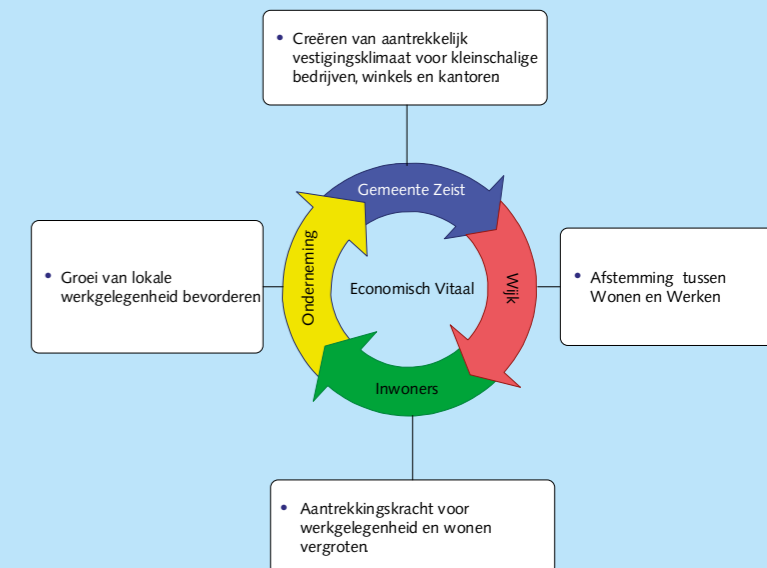 • Creëren van aantrekkelijk
vestigingsklimaat voor kleinschalige
bedrijven, winkels en kantoren.
Gemeente Zeist
Onderneming
• Groei van lokale
werkgelegenheid bevorderen.
Economisch Vitaal
Wijk
• Afstemming tussen
Wonen en Werken
Inwoners
• Aantrekkingskracht voor
werkgelegenheid en wonen
vergroten.